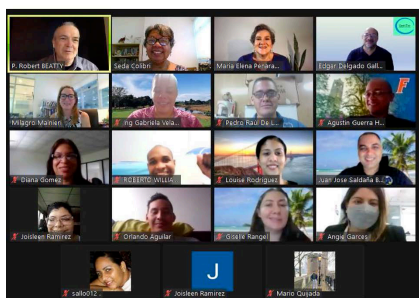 P. Robert BEATTY
Seda Colibri
Maria Elena Peñara...
Edgar Delgado Gall...
Milagro Mainieri
Ing Gabriela Vela...
Pedro Raul De L...
Agustin Guerra H...
Diana Gomez
ROBERTO WILLIA...
Louise Rodriguez
Juan Jose Saldaña B...
Joisleen Ramirez
Orlando Aguilar
Giselle Rangel
Angie Garces
sallo012...
J
Joisleen Ramirez
Mario Quijada